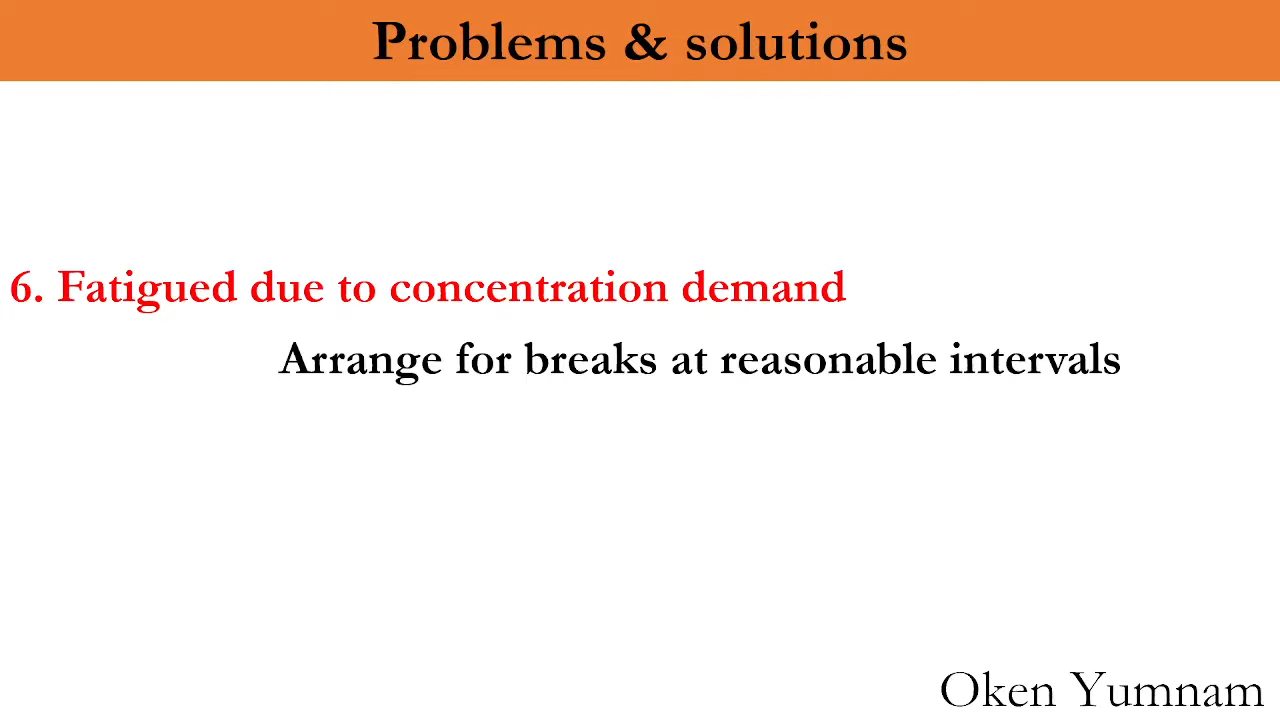 Problems & solutions
6. Fatigued due to concentration demand
Arrange for breaks at reasonable intervals
Oken Yumnam